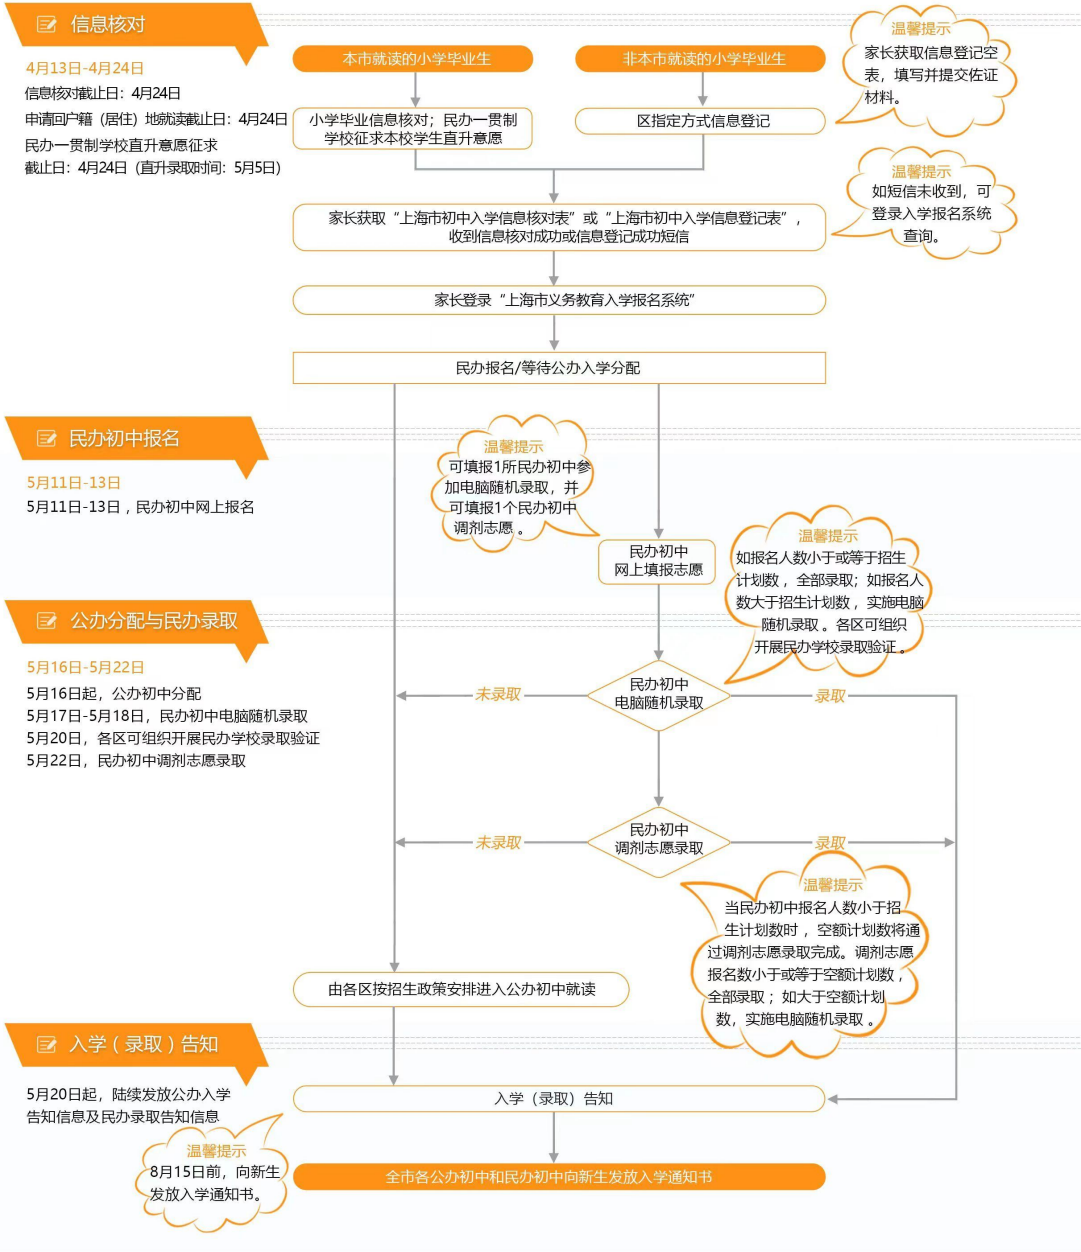 信息核对
4月13日-4月24日
信息核对截止日：4月24日
申请回户籍（居住）地就读截止日：4月24日
民办一贯制学校直升意愿征求
截止日：4月24日（直升录取时间：5月5日）
本市就读的小学毕业生
非本市就读的小学毕业生
温馨提示
家长获取信息登记空
表，填写并提交佐证
材料。
小学毕业信息核对；民办一贯制
学校征求本校学生直升意愿
区指定方式信息登记
温馨提示
如短信未收到，可
登录入学报名系统
查询。
家长获取“上海市初中入学信息核对表”或“上海市初中入学信息登记表”，
收到信息核对成功或信息登记成功短信
家长登录“上海市义务教育入学报名系统”
民办报名/等待公办入学分配
民办初中报名
5月11日-13日
5月11日-13日，民办初中网上报名
温馨提示
可填报1所民办初中参
加电脑随机录取，并
可填报1个民办初中
调剂志愿。
民办初中
网上填报志愿
温馨提示
如报名人数小于或等于招生
计划数，全部录取；如报名人
数大于招生计划数，实施电脑
随机录取。各区可组织
开展民办学校录取验证。
公办分配与民办录取
5月16日-5月22日
5月16日起，公办初中分配
5月17日-5月18日，民办初中电脑随机录取
5月20日，各区可组织开展民办学校录取验证
5月22日，民办初中调剂志愿录取
未录取
民办初中
电脑随机录取
录取
未录取
民办初中
调剂志愿录取
录取
温馨提示
当民办初中报名人数小于招
生计划数时，空额计划数将通
过调剂志愿录取完成。调剂志愿
报名数小于或等于空额计划数，
全部录取；如大于空额计划
数，实施电脑随机录取。
由各区按招生政策安排进入公办初中就读
入学（录取）告知
5月20日起，陆续发放公办入学
告知信息及民办录取告知信息
入学（录取）告知
温馨提示
8月15日前，向新生
发放入学通知书。
全市各公办初中和民办初中向新生发放入学通知书